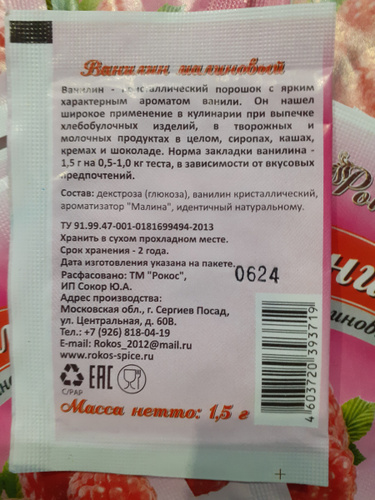 Ванилин малиновый
Ванилин - кристаллический порошок с ярким
характерным ароматом ванили. Он нашел
широкое применение в кулинарии при выпечке
хлебобулочных изделий, в творожных и
молочных продуктах в целом, сиропах, кашах,
кремах и шоколаде. Норма закладки ванилина -
1,5 г на 0,5-1,0 кг теста, в зависимости от вкусовых
предпочтений.
Состав: декстроза (глюкоза), ванилин кристаллический,
ароматизатор "Малина", идентичный натуральному.
ТУ 91.99.47-001-0181699494-2013
Хранить в сухом прохладном месте.
Срок хранения - 2 года.
Дата изготовления указана на пакете.
Расфасовано: ТМ "Рокос",
ИП Сокор Ю.А.
0624
Адрес производства:
Московская обл., г. Сергиев Посад,
ул. Центральная, д. 60В.
Тел.: +7 (926) 818-04-19
E-mail: Rokos_2012@mail.ru
www.rokos-spice.ru
C/PAP
EAC
Масса нетто: 1,5 г
4603720393719